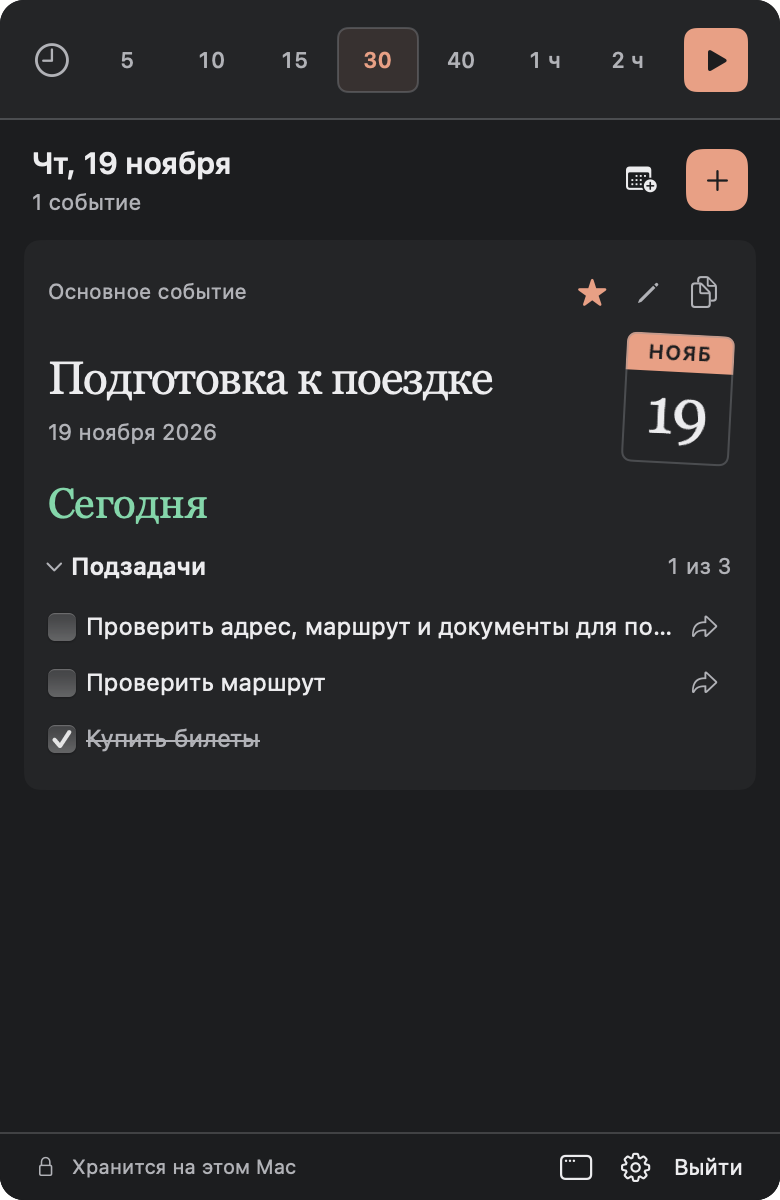 5 10 15 30 40 1 ч 2 ч
Чт, 19 ноября
1 событие
Основное событие
НОЯБ
19
Подготовка к поездке
19 ноября 2026
Сегодня
Подзадачи 1 из 3
Проверить адрес, маршрут и документы для по...
Проверить маршрут
Купить билеты
Хранится на этом Mac Выйти